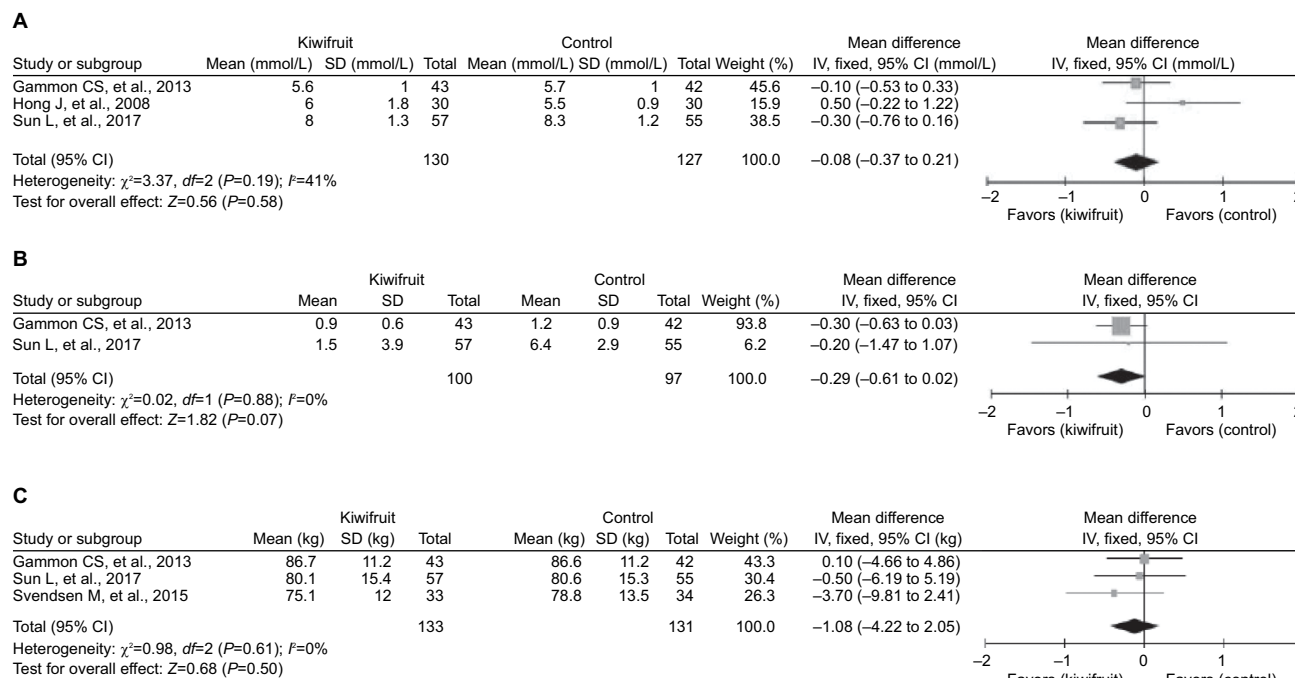 A
Kiwifruit Control Mean difference Mean difference
Study or subgroup Mean (mmol/L) SD (mmol/L) Total Mean (mmol/L) SD (mmol/L) Total Weight (%) IV, fixed, 95% CI (mmol/L) IV, fixed, 95% CI (mmol/L)
Gammon CS, et al., 2013 5.6 1 43 5.7 1 42 45.6 –0.10 (–0.53 to 0.33)
Hong J, et al., 2008 6 1.8 30 5.5 0.9 30 15.9 0.50 (–0.22 to 1.22)
Sun L, et al., 2017 8 1.3 57 8.3 1.2 55 38.5 –0.30 (–0.76 to 0.16)
Total (95% CI) 130 127 100.0 –0.08 (–0.37 to 0.21)
Heterogeneity: χ²=3.37, df=2 (P=0.19); I²=41%
Test for overall effect: Z=0.56 (P=0.58)
–2 –1 0 1 2
Favors (kiwifruit) Favors (control)
B
Kiwifruit Control Mean difference Mean difference
Study or subgroup Mean SD Total Mean SD Total Weight (%) IV, fixed, 95% CI IV, fixed, 95% CI
Gammon CS, et al., 2013 0.9 0.6 43 1.2 0.9 42 93.8 –0.30 (–0.63 to 0.03)
Sun L, et al., 2017 1.5 3.9 57 6.4 2.9 55 6.2 –0.20 (–1.47 to 1.07)
Total (95% CI) 100 97 100.0 –0.29 (–0.61 to 0.02)
Heterogeneity: χ²=0.02, df=1 (P=0.88); I²=0%
Test for overall effect: Z=1.82 (P=0.07)
–2 –1 0 1 2
Favors (kiwifruit) Favors (control)
C
Kiwifruit Control Mean difference Mean difference
Study or subgroup Mean (kg) SD (kg) Total Mean (kg) SD (kg) Total Weight (%) IV, fixed, 95% CI (kg) IV, fixed, 95% CI
Gammon CS, et al., 2013 86.7 11.2 43 86.6 11.2 42 43.3 0.10 (–4.66 to 4.86)
Sun L, et al., 2017 80.1 15.4 57 80.6 15.3 55 30.4 –0.50 (–6.19 to 5.19)
Svendsen M, et al., 2015 75.1 12 33 78.8 13.5 34 26.3 –3.70 (–9.81 to 2.41)
Total (95% CI) 133 131 100.0 –1.08 (–4.22 to 2.05)
Heterogeneity: χ²=0.98, df=2 (P=0.61); I²=0%
Test for overall effect: Z=0.68 (P=0.50)
–2 –1 0 1 2
Favors (kiwifruit) Favors (control)